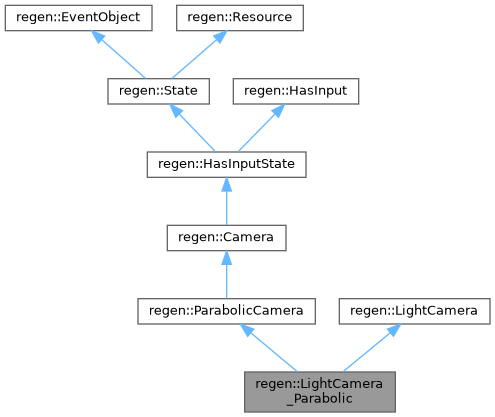 regen::EventObject
regen::Resource
regen::State
regen::HasInput
regen::HasInputState
regen::Camera
regen::ParabolicCamera
regen::LightCamera
regen::LightCamera
_Parabolic